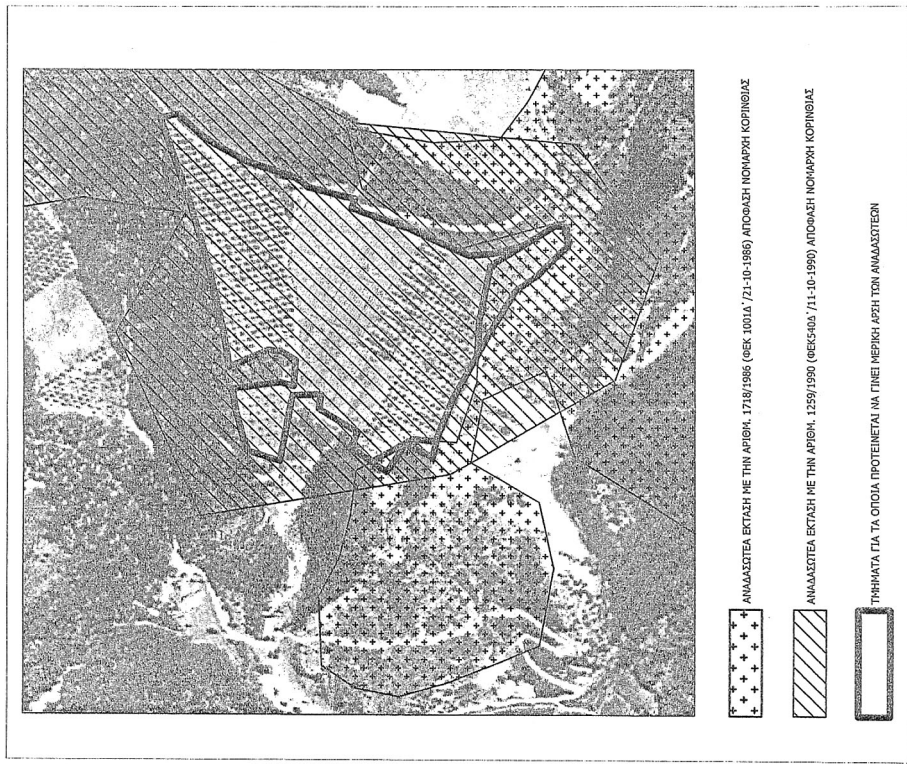 ΑΝΑΔΑΣΩΤΕΑ ΕΚΤΑΣΗ ΜΕ ΤΗΝ ΑΡΙΘΜ. 1718/1986 (ΦΕΚ 1001Δ΄/21-10-1986) ΑΠΟΦΑΣΗ ΝΟΜΑΡΧΗ ΚΟΡΙΝΘΙΑΣ
ΑΝΑΔΑΣΩΤΕΑ ΕΚΤΑΣΗ ΜΕ ΤΗΝ ΑΡΙΘΜ. 1259/1990 (ΦΕΚ540Δ΄/11-10-1990) ΑΠΟΦΑΣΗ ΝΟΜΑΡΧΗ ΚΟΡΙΝΘΙΑΣ
ΤΜΗΜΑΤΑ ΓΙΑ ΤΑ ΟΠΟΙΑ ΠΡΟΤΕΙΝΕΤΑΙ ΝΑ ΓΙΝΕΙ ΜΕΡΙΚΗ ΑΡΣΗ ΤΩΝ ΑΝΑΔΑΣΩΤΕΩΝ